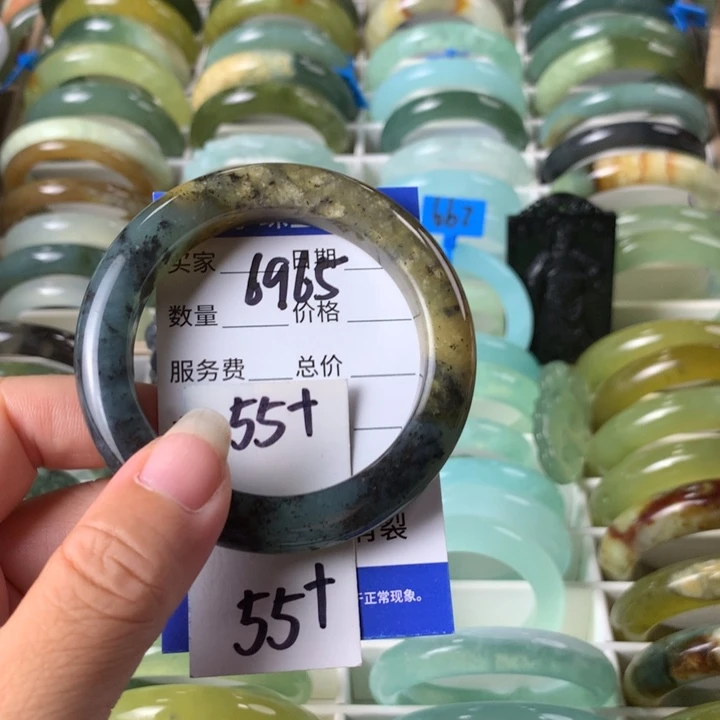 667
买家 日期
6965
数量 价格
服务费 总价
55+
有裂
于正常现象。
55+